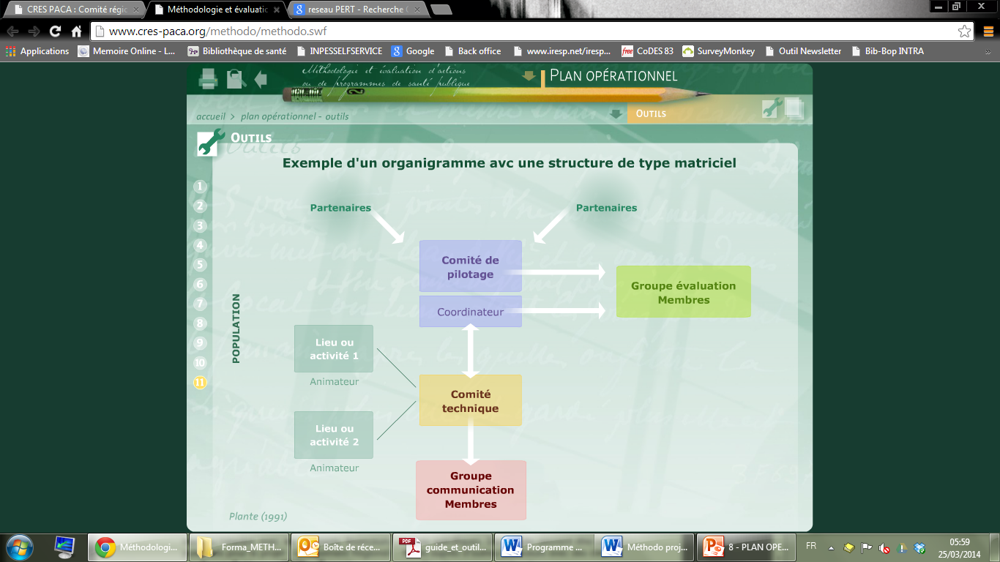 CRES PACA : Comité régi
Méthodologie et évaluatio
reseau PERT - Recherche
www.cres-paca.org/methodo/methodo.swf
Applications
Memoire Online - L...
Bibliothèque de santé
INPESSELFSERVICE
Google
Back office
www.iresp.net/iresp...
free CoDES 83
SurveyMonkey
Outil Newsletter
Bib-Bop INTRA
»
Méthodologie et évaluation d'actions
ou de programmes de santé publique
PLAN OPÉRATIONNEL
accueil > plan opérationnel - outils
OUTILS
OUTILS
Exemple d'un organigramme avc une structure de type matriciel
1
2
3
4
5
6
7
8
9
10
11
POPULATION
Partenaires
Partenaires
Comité de
pilotage
Coordinateur
Groupe évaluation
Membres
Lieu ou
activité 1
Animateur
Comité
technique
Lieu ou
activité 2
Animateur
Groupe
communication
Membres
Plante (1991)
Méthodologi...
Forma_METH...
Boîte de réce...
guide_et_outil...
Programme ...
Méthodo proj...
8 - PLAN OPE...
FR
05:59
25/03/2014